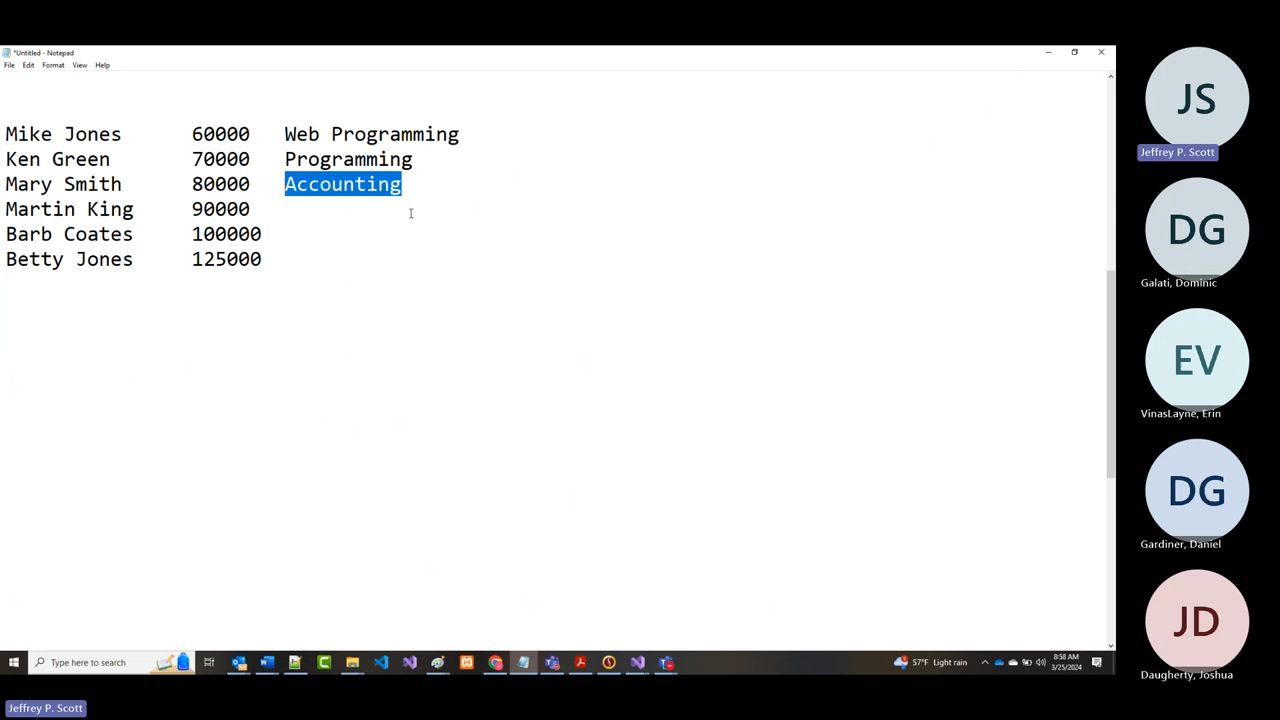 *Untitled - Notepad
File Edit Format View Help
Mike Jones 60000 Web Programming
Ken Green 70000 Programming
Mary Smith 80000 Accounting
Martin King 90000
Barb Coates 100000
Betty Jones 125000
JS
Jeffrey P. Scott
DG
Galati, Dominic
EV
VinasLayne, Erin
DG
Gardiner, Daniel
JD
Daugherty, Joshua
Type here to search
57°F Light rain
8:58 AM
3/25/2024
Jeffrey P. Scott